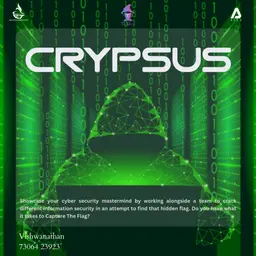 CRYPSUS
Showcase your cyber security mastermind by working alongside a team to crack
different information security in an attempt to find that hidden flag. Do you have what
it takes to Capture The Flag?
Vishwanathan
73064 23923